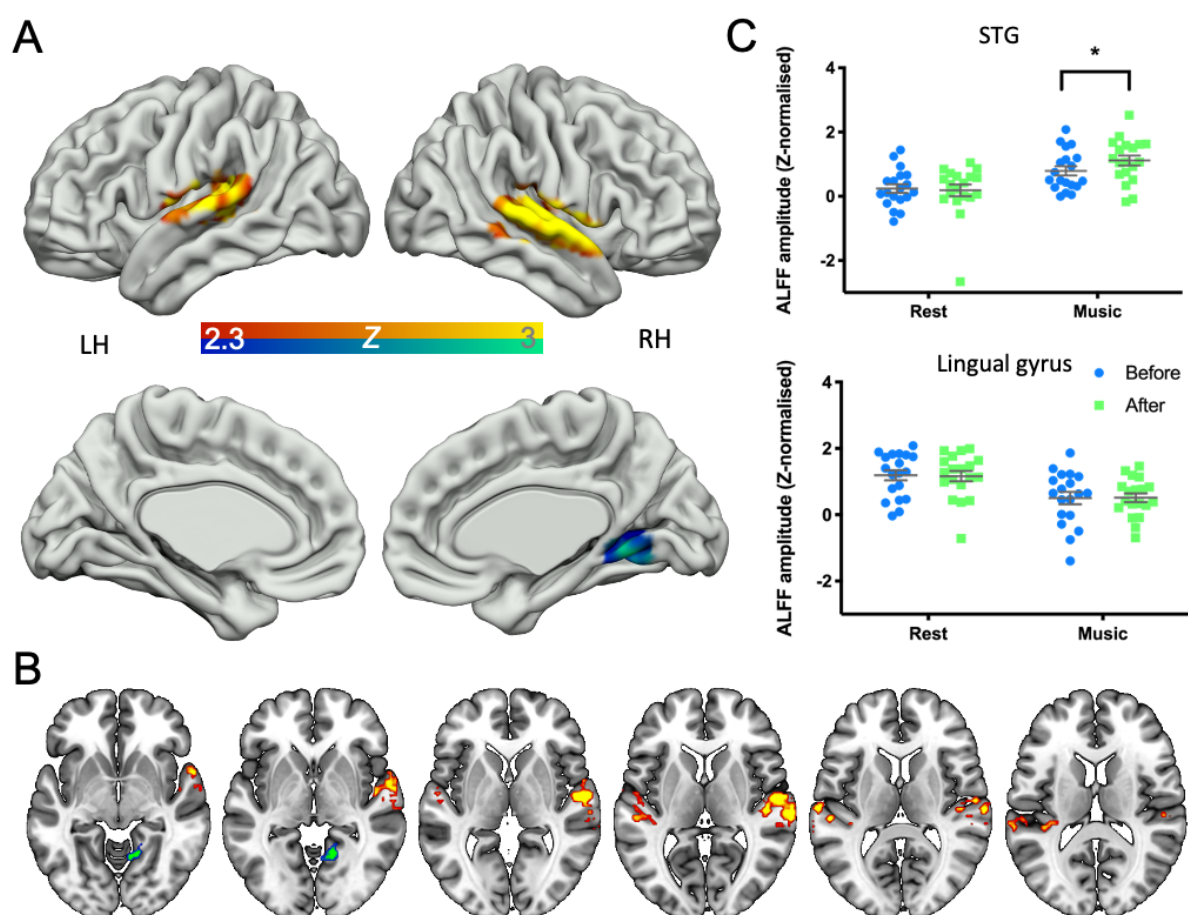 A
LH
2.3
Z
3
RH
B
C
STG
*
ALFF amplitude (Z-normalised)
4
2
0
-2
Rest
Music
Lingual gyrus
Before
After
ALFF amplitude (Z-normalised)
4
2
0
-2
Rest
Music